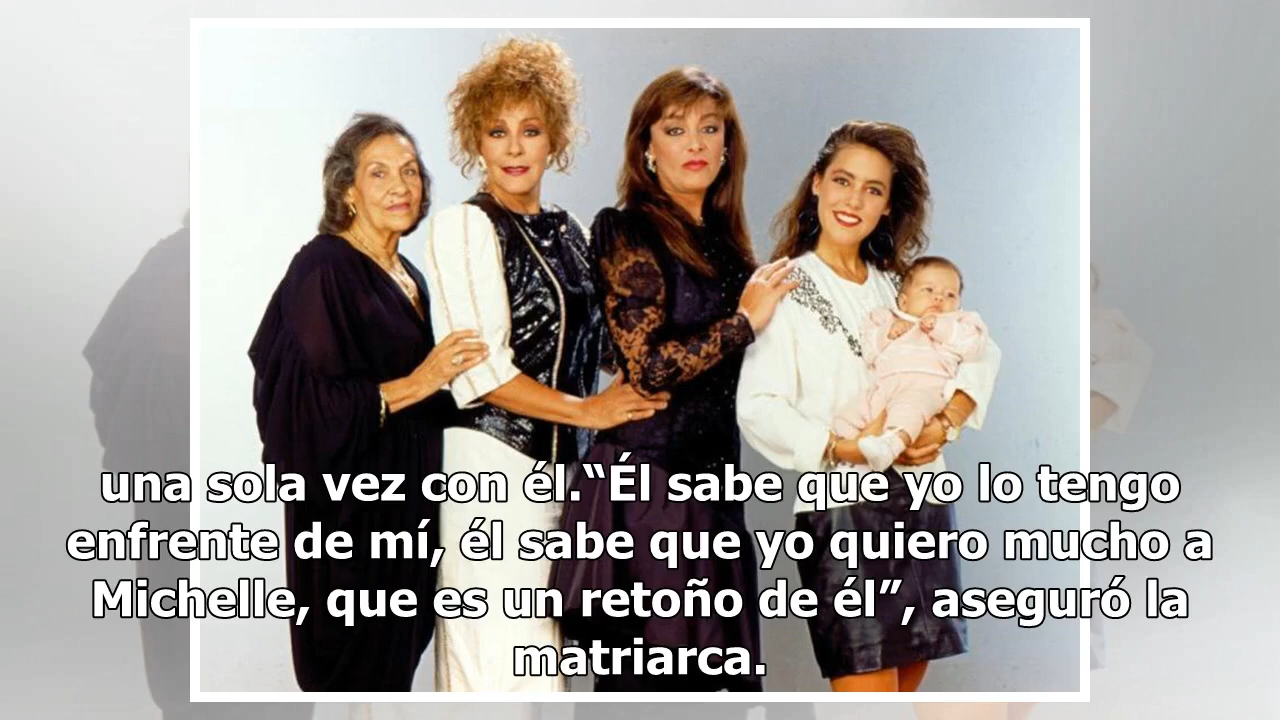 una sola vez con él.“Él sabe que yo lo tengo
enfrente de mí, él sabe que yo quiero mucho a
Michelle, que es un retoño de él”, aseguró la
matriarca.